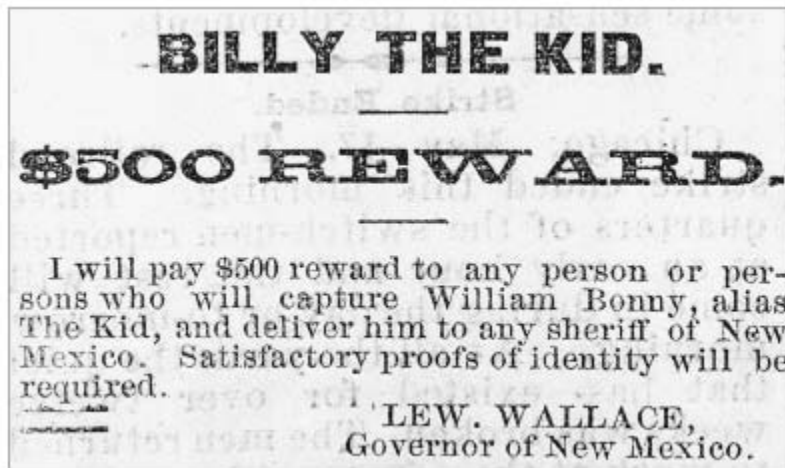 BILLY THE KID.
$500 REWARD.
I will pay $500 reward to any person or per-
sons who will capture William Bonny, alias
The Kid, and deliver him to any sheriff of New
Mexico. Satisfactory proofs of identity will be
required.
LEW. WALLACE,
Governor of New Mexico.